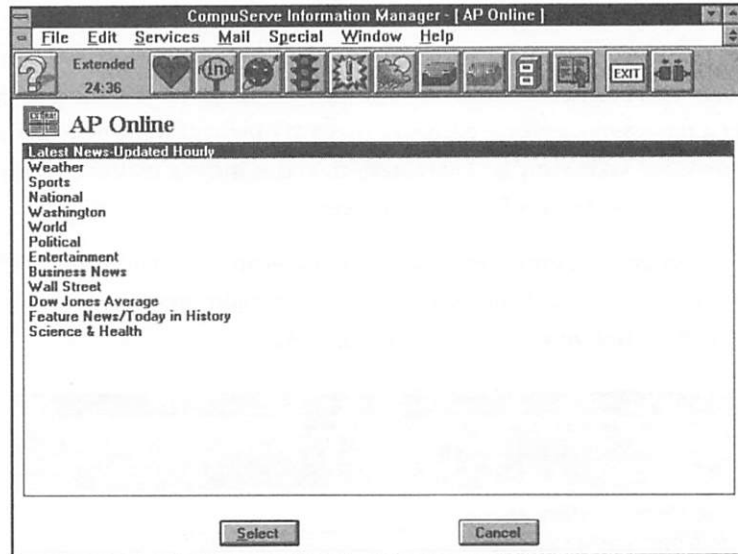 CompuServe Information Manager - [ AP Online ]
File Edit Services Mail Special Window Help
Extended
24:36
EXIT
AP Online
Latest News-Updated Hourly
Weather
Sports
National
Washington
World
Political
Entertainment
Business News
Wall Street
Dow Jones Average
Feature News/Today in History
Science & Health
Select Cancel